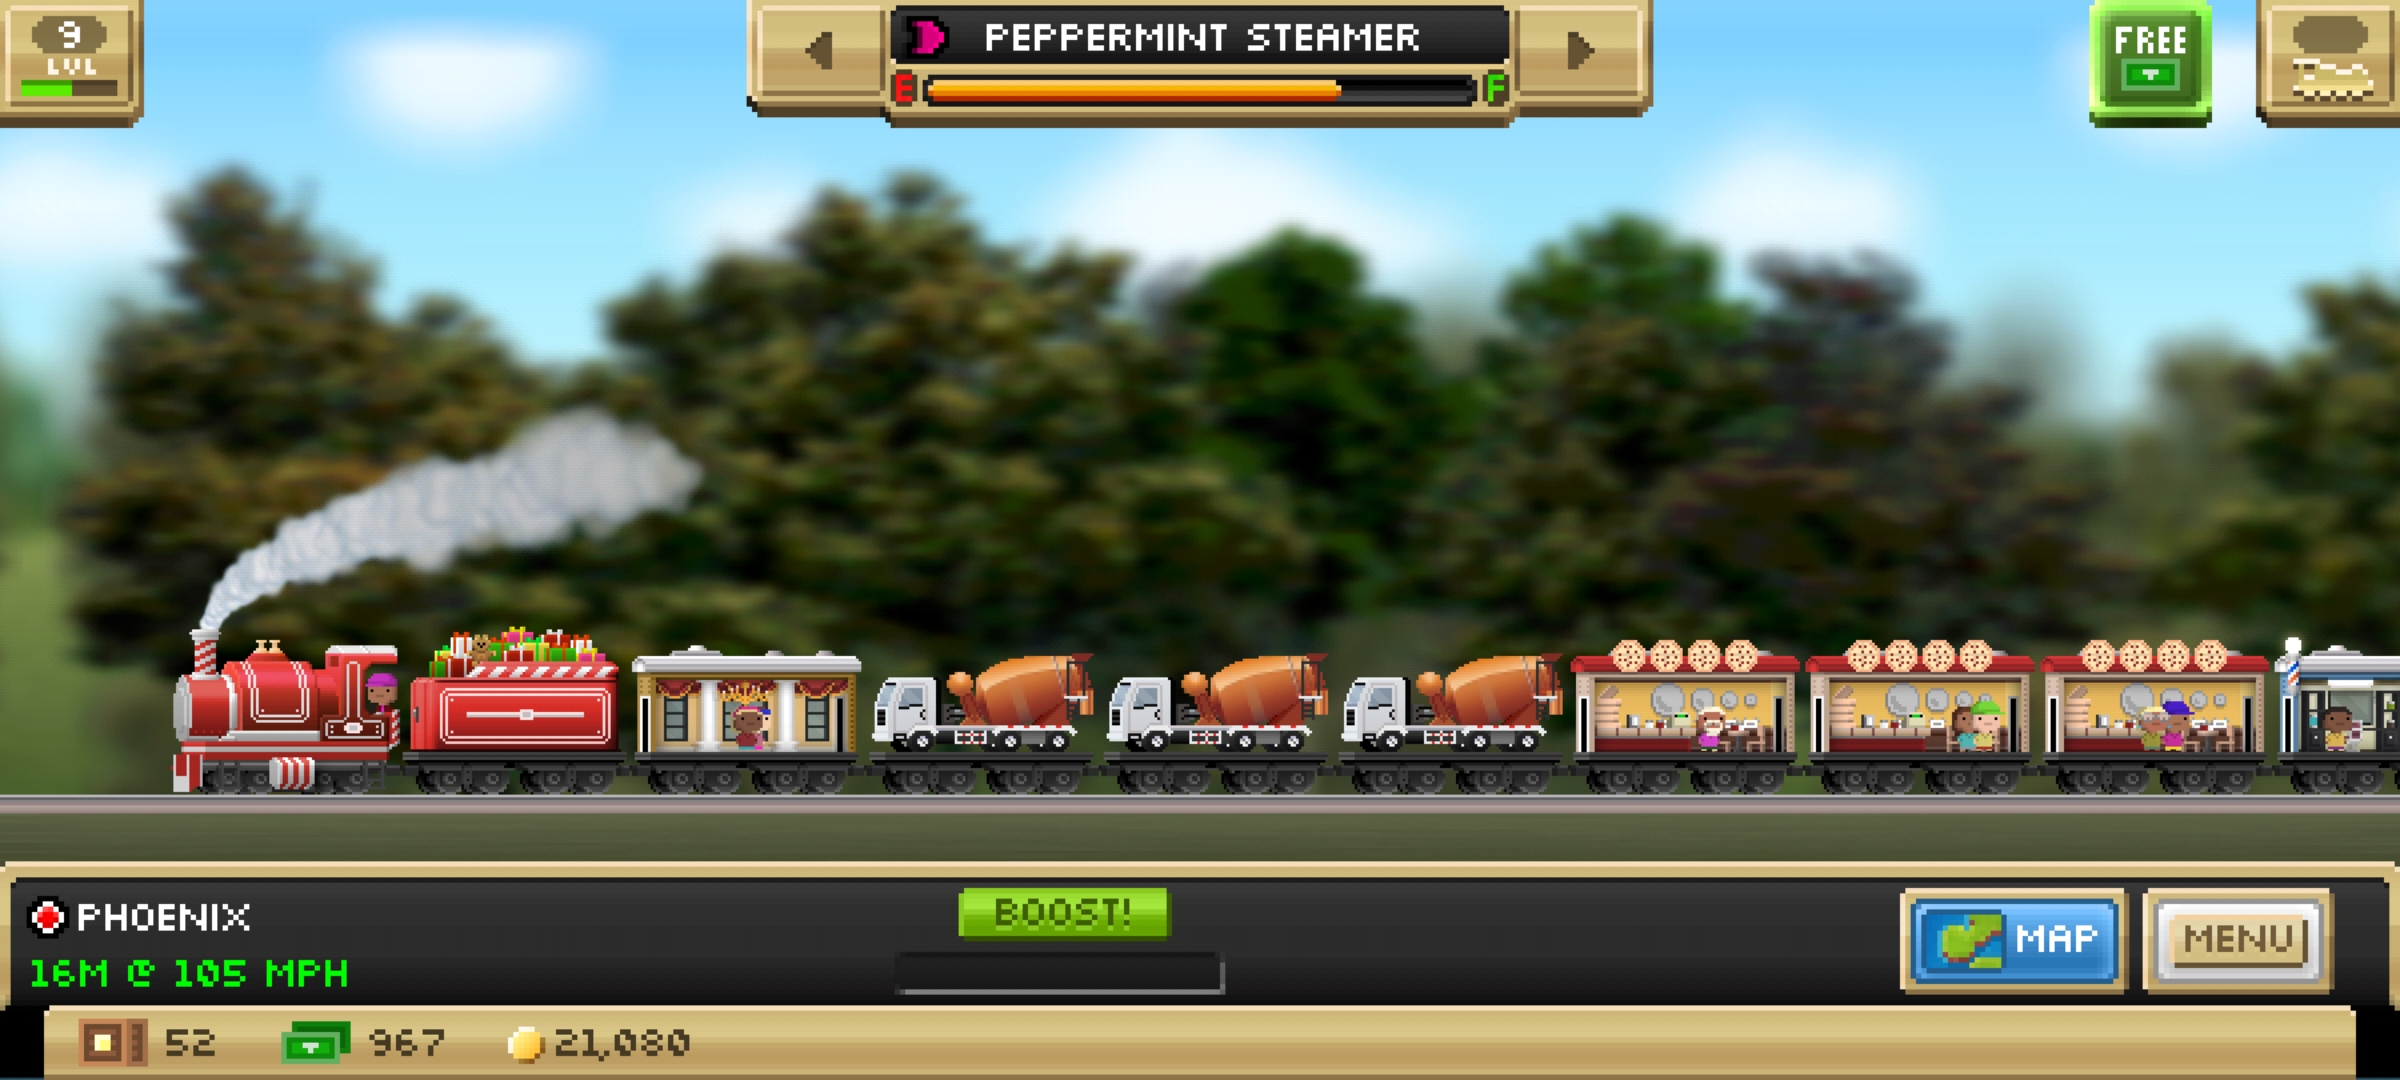 9
LVL
PEPPERMINT STEAMER
E F
FREE
PHOENIX
16M @ 105 MPH
BOOST!
MAP
MENU
52
967
21,080